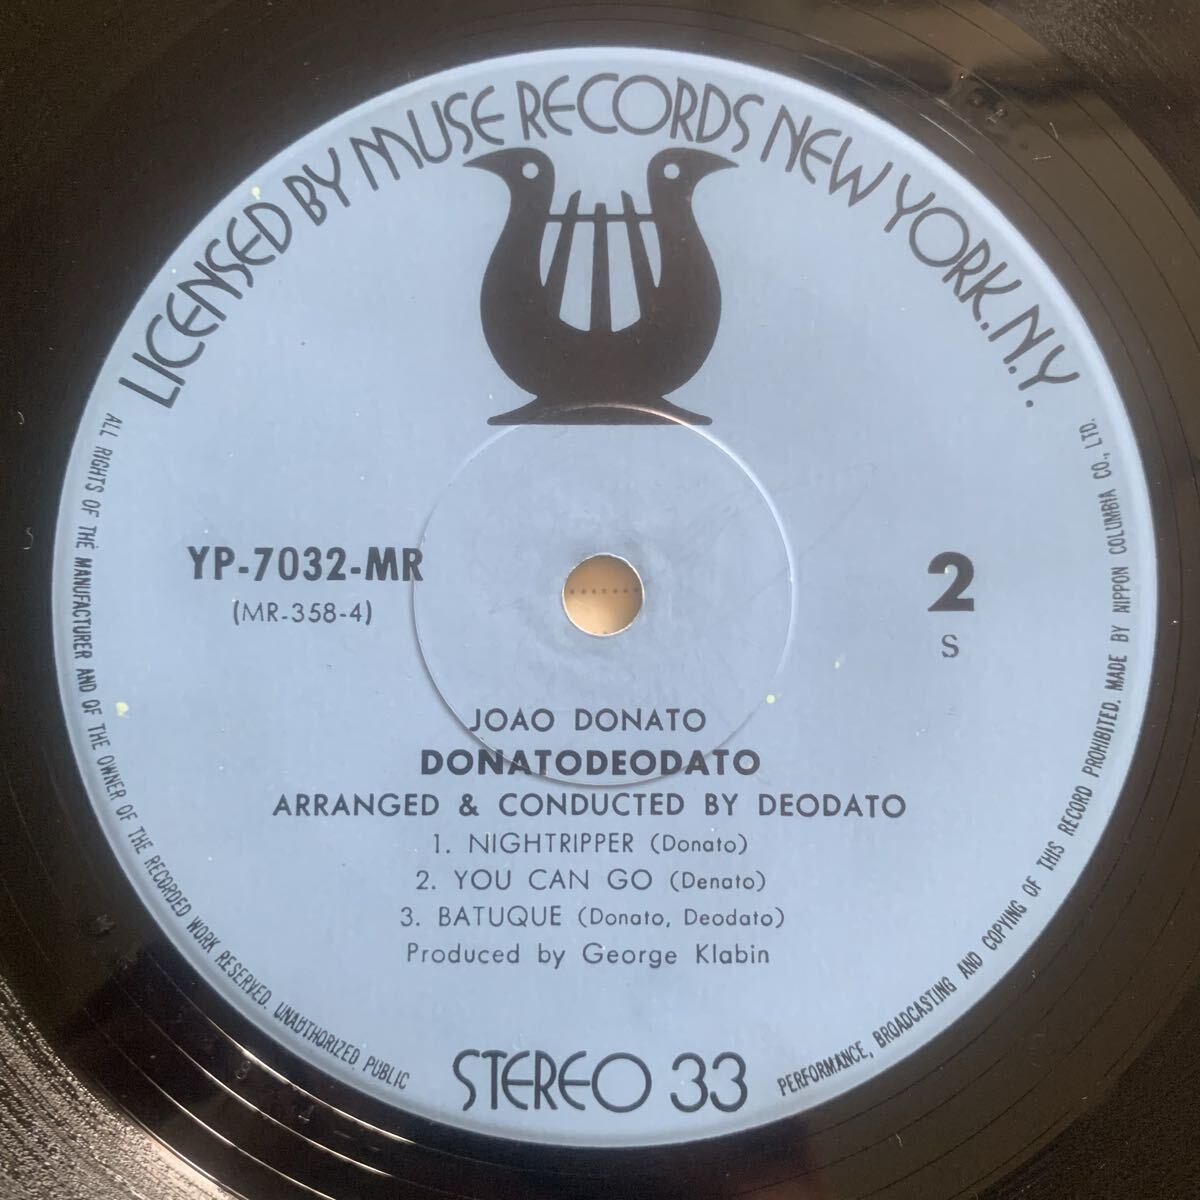 LICENSED BY MUSE RECORDS NEW YORK. N.Y.
YP-7032-MR
(MR-358-4)
2
S
JOAO DONATO
DONATODEODATO
ARRANGED & CONDUCTED BY DEODATO
1. NIGHTRIPPER (Donato)
2. YOU CAN GO (Denato)
3. BATUQUE (Donato, Deodato)
Produced by George Klabin
STEREO 33
ALL RIGHTS OF THE MANUFACTURER AND OF THE OWNER OF THE RECORDED WORK RESERVED. UNAUTHORIZED PUBLIC PERFORMANCE, BROADCASTING AND COPYING OF THIS RECORD PROHIBITED. MADE BY NIPPON COLUMBIA CO., LTD.